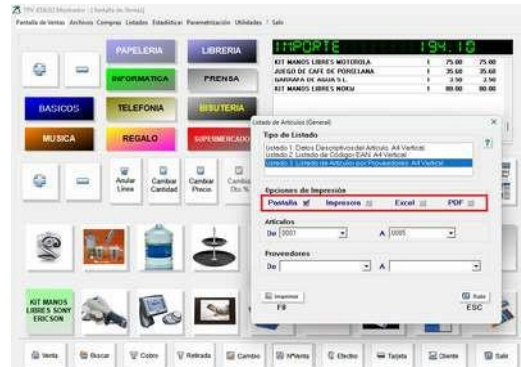 Pantalla de Ventas Archivos Compras Listados Estadísticas Parametrización Utilidades ? Salir
PAPELERIA
LIBRERIA
IMPORTE 194,10
KIT MANOS LIBRES MOTOROLA 1 75.00 75.00
JUEGO DE CAFE DE PORCELANA 1 35.60 35.60
GARRAFA DE AGUA 5 L. 1 3.50 3.50
KIT MANOS LIBRES NOKIA 1 80.00 80.00
INFORMATICA
PRENSA
BASICOS
TELEFONIA
BISUTERIA
MUSICA
REGALO
SUPERMERCADO
Listado de Artículos (General)
Tipo de Listado
Listado 1. Datos Descriptivos del Artículo. A4 Vertical
Listado 2. Listado de Código/EAN. A4 Vertical
Listado 3. Listado de Artículo por Proveedores. A4 Vertical
?
Anular
Línea
Cambiar
Cantidad
Cambiar
Precio
Dto.%
Opciones de Impresión
Pantalla
Impresora
Excel
PDF
Artículos
De 0001
A 0085
Proveedores
De
A
Imprimir
F8
Salir
ESC
KIT MANOS
LIBRES SONY
ERICSON
Venta
Buscar
Cobro
Retirada
Cambio
NºVenta
Efectivo
Tarjeta
Cliente
Salir